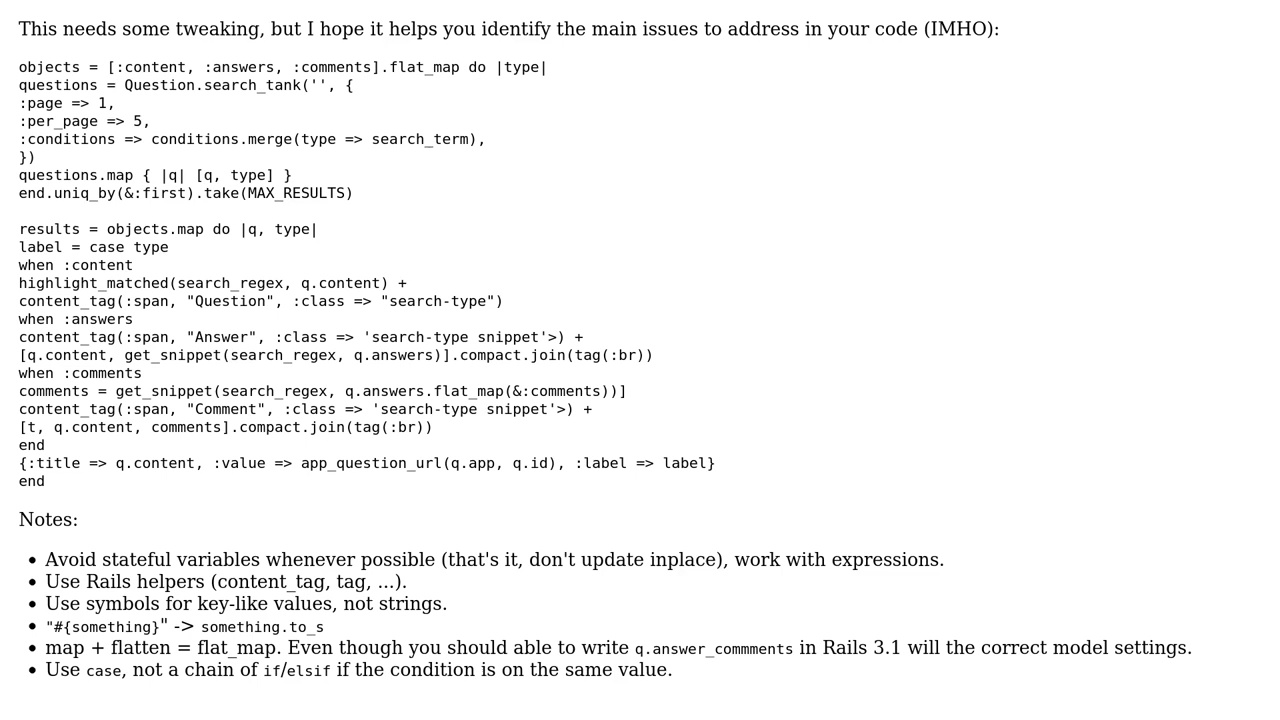 This needs some tweaking, but I hope it helps you identify the main issues to address in your code (IMHO):
objects = [:content, :answers, :comments].flat_map do |type|
questions = Question.search_tank('', {
:page => 1,
:per_page => 5,
:conditions => conditions.merge(type => search_term),
})
questions.map { |q| [q, type] }
end.uniq_by(&:first).take(MAX_RESULTS)
results = objects.map do |q, type|
label = case type
when :content
highlight_matched(search_regex, q.content) +
content_tag(:span, "Question", :class => "search-type")
when :answers
content_tag(:span, "Answer", :class => 'search-type snippet'>) +
[q.content, get_snippet(search_regex, q.answers)].compact.join(tag(:br))
when :comments
comments = get_snippet(search_regex, q.answers.flat_map(&:comments))]
content_tag(:span, "Comment", :class => 'search-type snippet'>) +
[t, q.content, comments].compact.join(tag(:br))
end
{:title => q.content, :value => app_question_url(q.app, q.id), :label => label}
end
Notes:
• Avoid stateful variables whenever possible (that's it, don't update inplace), work with expressions.
• Use Rails helpers (content_tag, tag, ...).
• Use symbols for key-like values, not strings.
• "#{something}" -> something.to_s
• map + flatten = flat_map. Even though you should able to write q.answer_commments in Rails 3.1 will the correct model settings.
• Use case, not a chain of if/elsif if the condition is on the same value.